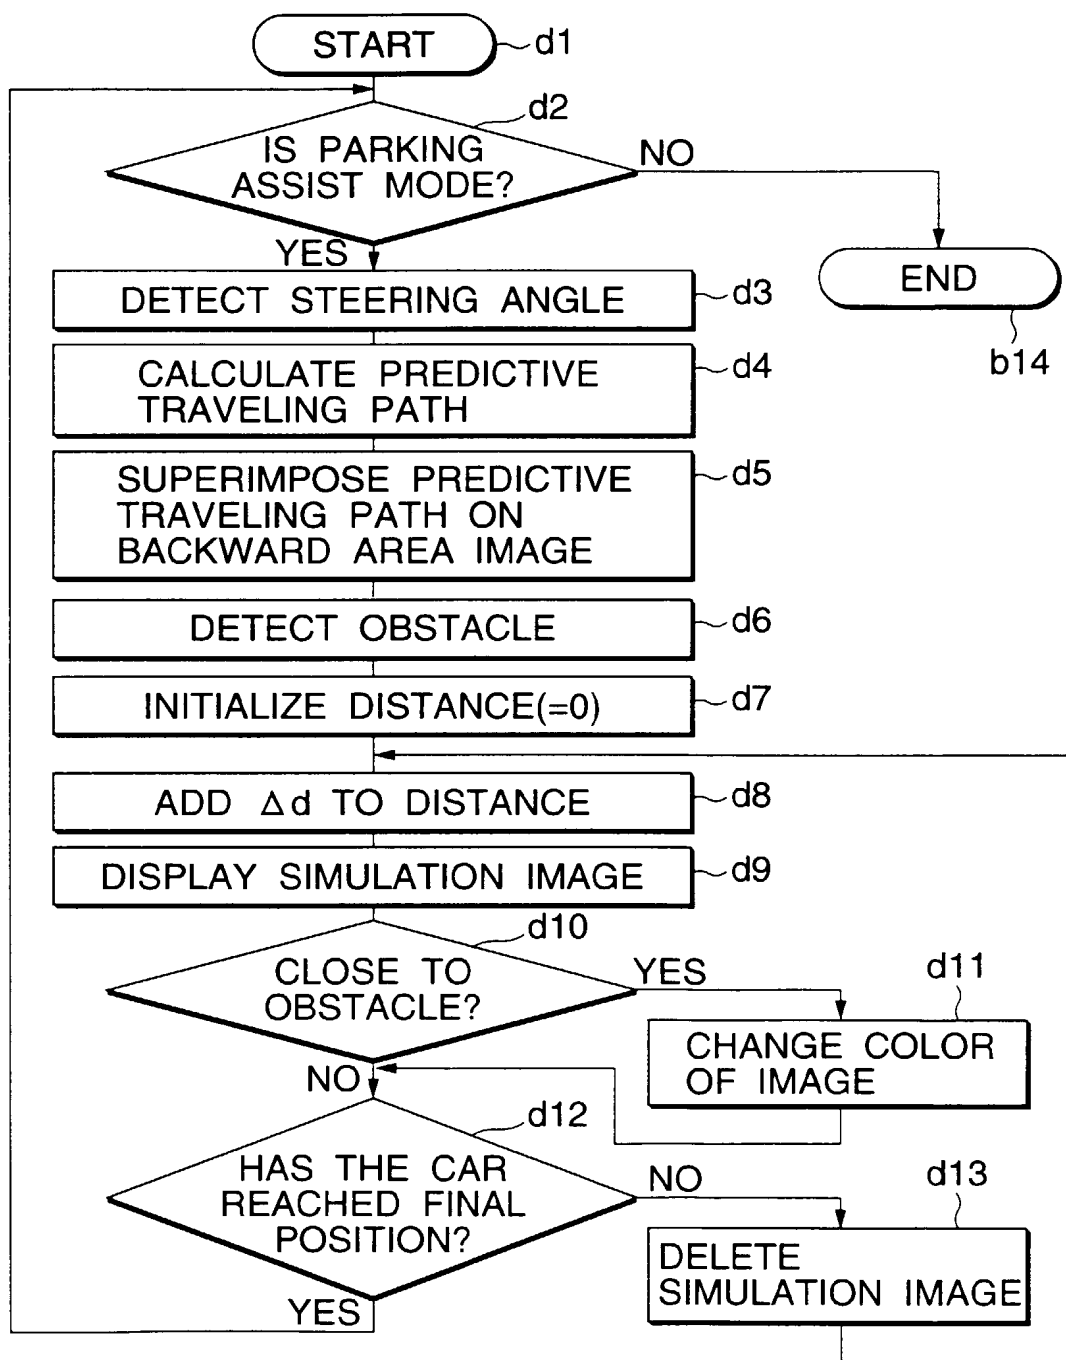 START
d1
d2
IS PARKING
ASSIST MODE?
NO
YES
END
b14
DETECT STEERING ANGLE
d3
CALCULATE PREDICTIVE
TRAVELING PATH
d4
SUPERIMPOSE PREDICTIVE
TRAVELING PATH ON
BACKWARD AREA IMAGE
d5
DETECT OBSTACLE
d6
INITIALIZE DISTANCE(=0)
d7
ADD Δd TO DISTANCE
d8
DISPLAY SIMULATION IMAGE
d9
d10
CLOSE TO
OBSTACLE?
YES
d11
CHANGE COLOR
OF IMAGE
NO
d12
HAS THE CAR
REACHED FINAL
POSITION?
NO
d13
DELETE
SIMULATION IMAGE
YES